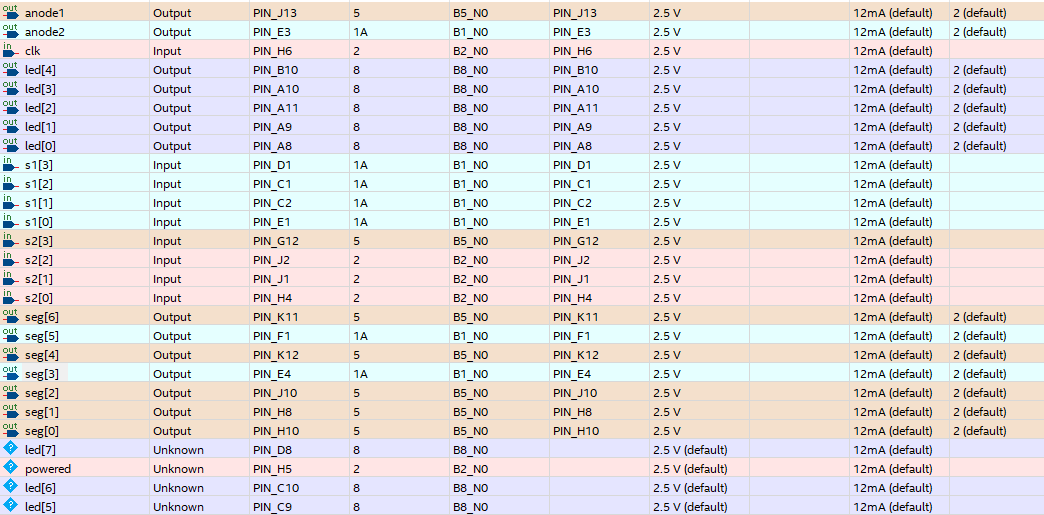 out anode1 Output PIN_J13 5 B5_N0 PIN_J13 2.5 V 12mA (default) 2 (default)
out anode2 Output PIN_E3 1A B1_N0 PIN_E3 2.5 V 12mA (default) 2 (default)
in clk Input PIN_H6 2 B2_N0 PIN_H6 2.5 V 12mA (default)
out led[4] Output PIN_B10 8 B8_N0 PIN_B10 2.5 V 12mA (default) 2 (default)
out led[3] Output PIN_A10 8 B8_N0 PIN_A10 2.5 V 12mA (default) 2 (default)
out led[2] Output PIN_A11 8 B8_N0 PIN_A11 2.5 V 12mA (default) 2 (default)
out led[1] Output PIN_A9 8 B8_N0 PIN_A9 2.5 V 12mA (default) 2 (default)
out led[0] Output PIN_A8 8 B8_N0 PIN_A8 2.5 V 12mA (default) 2 (default)
in s1[3] Input PIN_D1 1A B1_N0 PIN_D1 2.5 V 12mA (default)
in s1[2] Input PIN_C1 1A B1_N0 PIN_C1 2.5 V 12mA (default)
in s1[1] Input PIN_C2 1A B1_N0 PIN_C2 2.5 V 12mA (default)
in s1[0] Input PIN_E1 1A B1_N0 PIN_E1 2.5 V 12mA (default)
in s2[3] Input PIN_G12 5 B5_N0 PIN_G12 2.5 V 12mA (default)
in s2[2] Input PIN_J2 2 B2_N0 PIN_J2 2.5 V 12mA (default)
in s2[1] Input PIN_J1 2 B2_N0 PIN_J1 2.5 V 12mA (default)
in s2[0] Input PIN_H4 2 B2_N0 PIN_H4 2.5 V 12mA (default)
out seg[6] Output PIN_K11 5 B5_N0 PIN_K11 2.5 V 12mA (default) 2 (default)
out seg[5] Output PIN_F1 1A B1_N0 PIN_F1 2.5 V 12mA (default) 2 (default)
out seg[4] Output PIN_K12 5 B5_N0 PIN_K12 2.5 V 12mA (default) 2 (default)
out seg[3] Output PIN_E4 1A B1_N0 PIN_E4 2.5 V 12mA (default) 2 (default)
out seg[2] Output PIN_J10 5 B5_N0 PIN_J10 2.5 V 12mA (default) 2 (default)
out seg[1] Output PIN_H8 5 B5_N0 PIN_H8 2.5 V 12mA (default) 2 (default)
out seg[0] Output PIN_H10 5 B5_N0 PIN_H10 2.5 V 12mA (default) 2 (default)
? led[7] Unknown PIN_D8 8 B8_N0 2.5 V (default) 12mA (default)
? powered Unknown PIN_H5 2 B2_N0 2.5 V (default) 12mA (default)
? led[6] Unknown PIN_C10 8 B8_N0 2.5 V (default) 12mA (default)
? led[5] Unknown PIN_C9 8 B8_N0 2.5 V (default) 12mA (default)